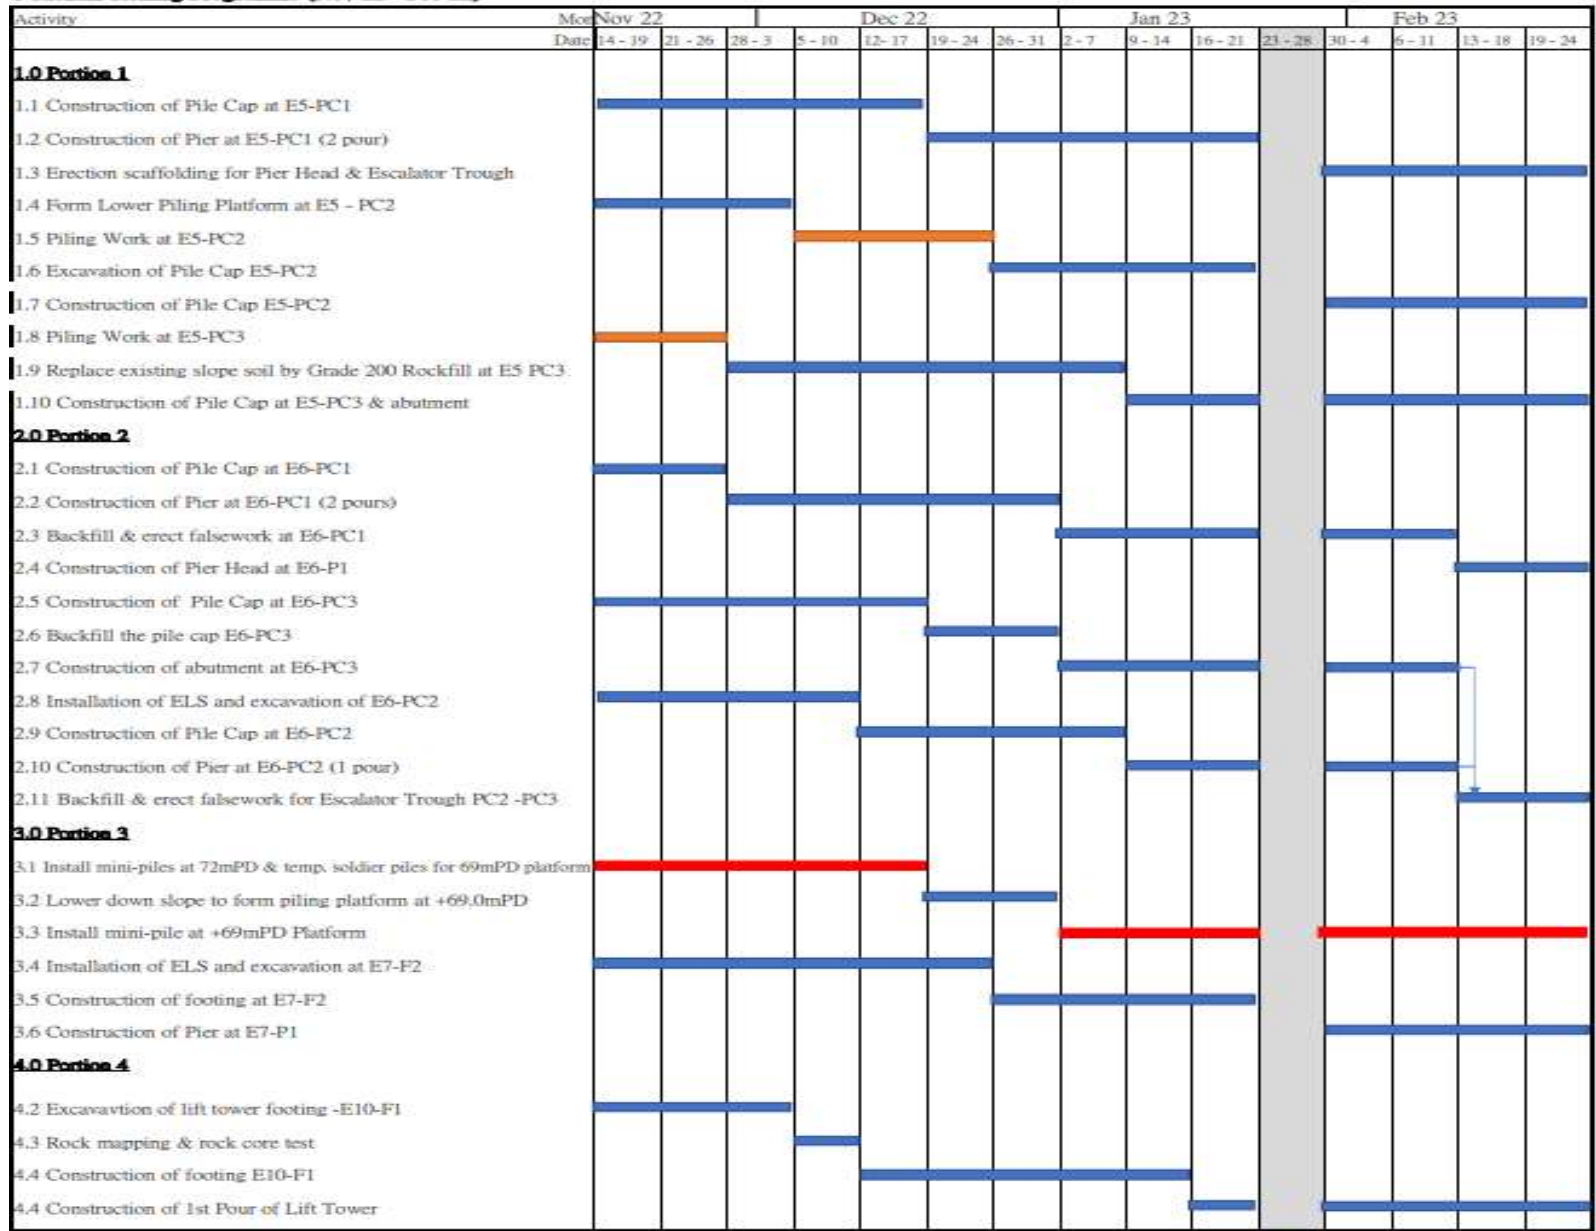 Activity Mon Nov 22 Dec 22 Jan 23 Feb 23
Date 14 - 19 21 - 26 28 - 3 5 - 10 12- 17 19 - 24 26 - 31 2 - 7 9 - 14 16 - 21 23 - 28 30 - 4 6 - 11 13 - 18 19 - 24
1.0 Portion 1
1.1 Construction of Pile Cap at E5-PC1
1.2 Construction of Pier at E5-PC1 (2 pour)
1.3 Erection scaffolding for Pier Head & Escalator Trough
1.4 Form Lower Piling Platform at E5 - PC2
1.5 Piling Work at E5-PC2
1.6 Excavation of Pile Cap E5-PC2
1.7 Construction of Pile Cap E5-PC2
1.8 Piling Work at E5-PC3
1.9 Replace existing slope soil by Grade 200 Rockfill at E5 PC3
1.10 Construction of Pile Cap at E5-PC3 & abutment
2.0 Portion 2
2.1 Construction of Pile Cap at E6-PC1
2.2 Construction of Pier at E6-PC1 (2 pours)
2.3 Backfill & erect falsework at E6-PC1
2.4 Construction of Pier Head at E6-P1
2.5 Construction of Pile Cap at E6-PC3
2.6 Backfill the pile cap E6-PC3
2.7 Construction of abutment at E6-PC3
2.8 Installation of ELS and excavation of E6-PC2
2.9 Construction of Pile Cap at E6-PC2
2.10 Construction of Pier at E6-PC2 (1 pour)
2.11 Backfill & erect falsework for Escalator Trough PC2 -PC3
3.0 Portion 3
3.1 Install mini-piles at 72mPD & temp. soldier piles for 69mPD platform
3.2 Lower down slope to form piling platform at +69.0mPD
3.3 Install mini-pile at +69mPD Platform
3.4 Installation of ELS and excavation at E7-F2
3.5 Construction of footing at E7-F2
3.6 Construction of Pier at E7-P1
4.0 Portion 4
4.2 Excavavtion of lift tower footing -E10-F1
4.3 Rock mapping & rock core test
4.4 Construction of footing E10-F1
4.4 Construction of 1st Pour of Lift Tower